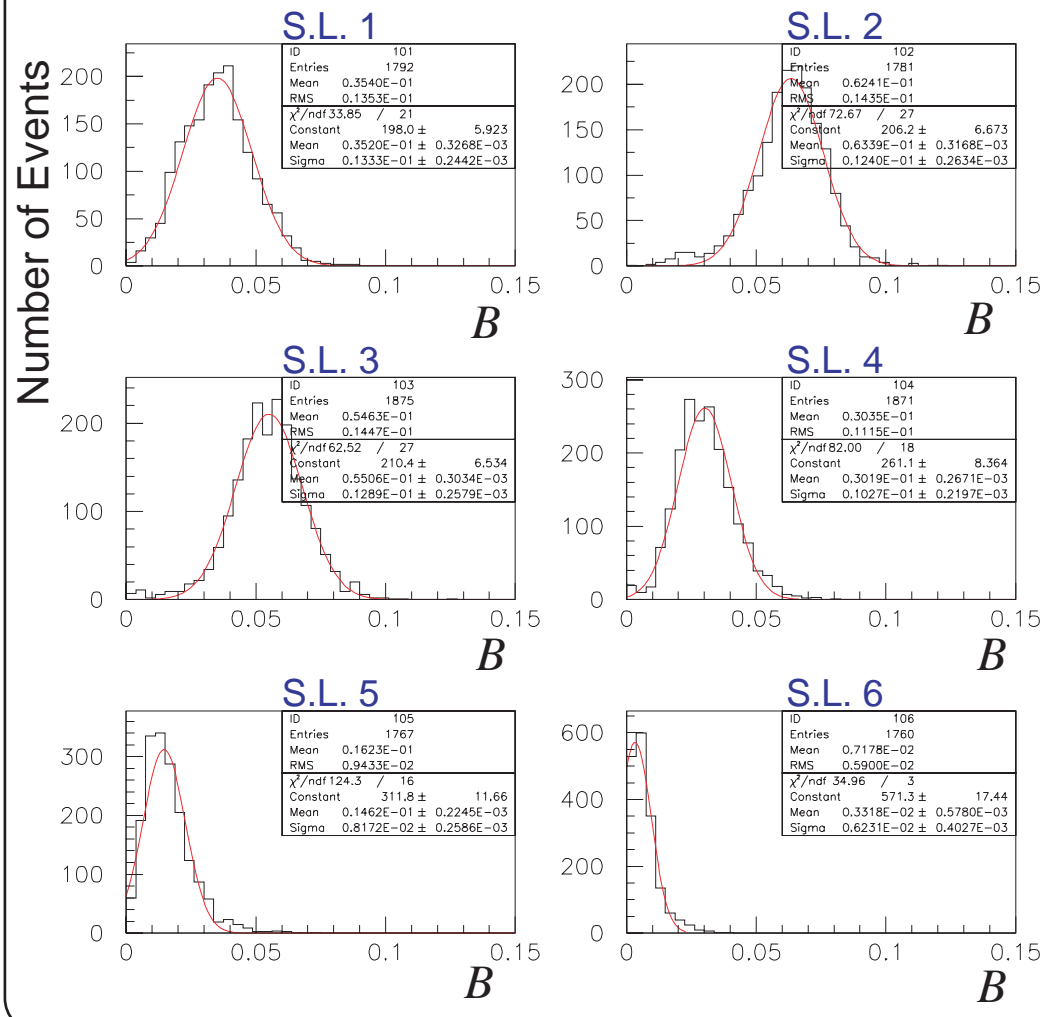 Number of Events
S.L. 1
ID 101
Entries 1792
Mean 0.3540E-01
RMS 0.1353E-01
χ²/ndf 33.85 / 21
Constant 198.0 ± 5.923
Mean 0.3520E-01 ± 0.3268E-03
Sigma 0.1333E-01 ± 0.2442E-03
200
150
100
50
0
0 0.05 0.1 0.15
B
S.L. 2
ID 102
Entries 1781
Mean 0.6241E-01
RMS 0.1435E-01
χ²/ndf 72.67 / 27
Constant 206.2 ± 6.673
Mean 0.6339E-01 ± 0.3168E-03
Sigma 0.1240E-01 ± 0.2634E-03
200
150
100
50
0
0 0.05 0.1 0.15
B
S.L. 3
ID 103
Entries 1875
Mean 0.5463E-01
RMS 0.1447E-01
χ²/ndf 62.52 / 27
Constant 210.4 ± 6.534
Mean 0.5506E-01 ± 0.3034E-03
Sigma 0.1289E-01 ± 0.2579E-03
200
100
0
0 0.05 0.1 0.15
B
S.L. 4
ID 104
Entries 1871
Mean 0.3035E-01
RMS 0.1115E-01
χ²/ndf 82.00 / 18
Constant 261.1 ± 8.364
Mean 0.3019E-01 ± 0.2671E-03
Sigma 0.1027E-01 ± 0.2197E-03
300
200
100
0
0 0.05 0.1 0.15
B
S.L. 5
ID 105
Entries 1767
Mean 0.1623E-01
RMS 0.9433E-02
χ²/ndf 124.3 / 16
Constant 311.8 ± 11.66
Mean 0.1462E-01 ± 0.2245E-03
Sigma 0.8172E-02 ± 0.2586E-03
300
200
100
0
0 0.05 0.1 0.15
B
S.L. 6
ID 106
Entries 1760
Mean 0.7178E-02
RMS 0.5900E-02
χ²/ndf 34.96 / 3
Constant 571.3 ± 17.44
Mean 0.3318E-02 ± 0.5780E-03
Sigma 0.6231E-02 ± 0.4027E-03
600
400
200
0
0 0.05 0.1 0.15
B